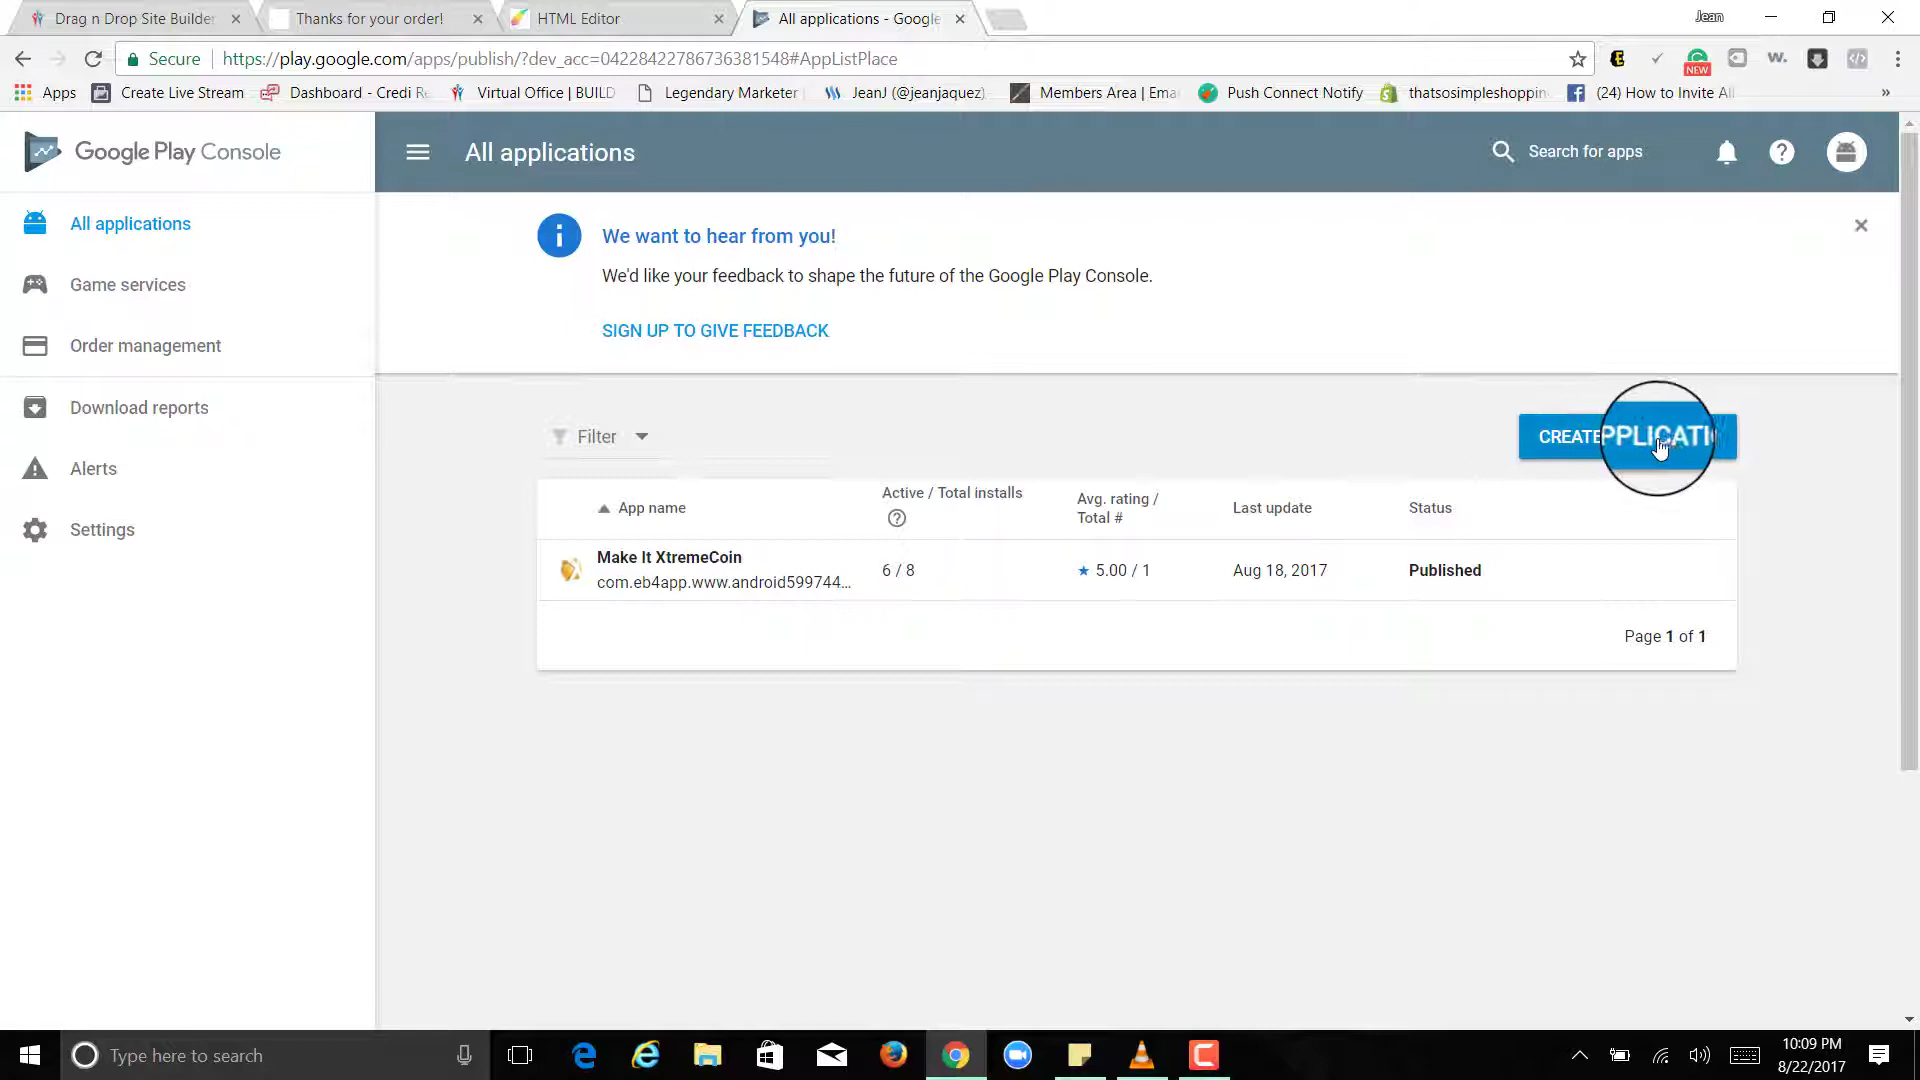 Drag n Drop Site Builder
Thanks for your order!
HTML Editor
All applications - Google
Jean
Secure
https://play.google.com/apps/publish/?dev_acc=04228422786736381548#AppListPlace
W.
NEW
Apps
Create Live Stream
Dashboard - Credi Re
Virtual Office | BUILD
Legendary Marketer
JeanJ (@jeanjaquez)
Members Area | Ema
Push Connect Notify
thatsosimpleshoppin
(24) How to Invite All
»
Google Play Console
All applications
Search for apps
All applications
Game services
Order management
Download reports
Alerts
Settings
We want to hear from you!
We'd like your feedback to shape the future of the Google Play Console.
SIGN UP TO GIVE FEEDBACK
Filter
CREATE PPLICATI
App name
Active / Total installs
Avg. rating /
Total #
Last update
Status
Make It XtremeCoin
com.eb4app.www.android599744...
6 / 8
5.00 / 1
Aug 18, 2017
Published
Page 1 of 1
Type here to search
10:09 PM
8/22/2017